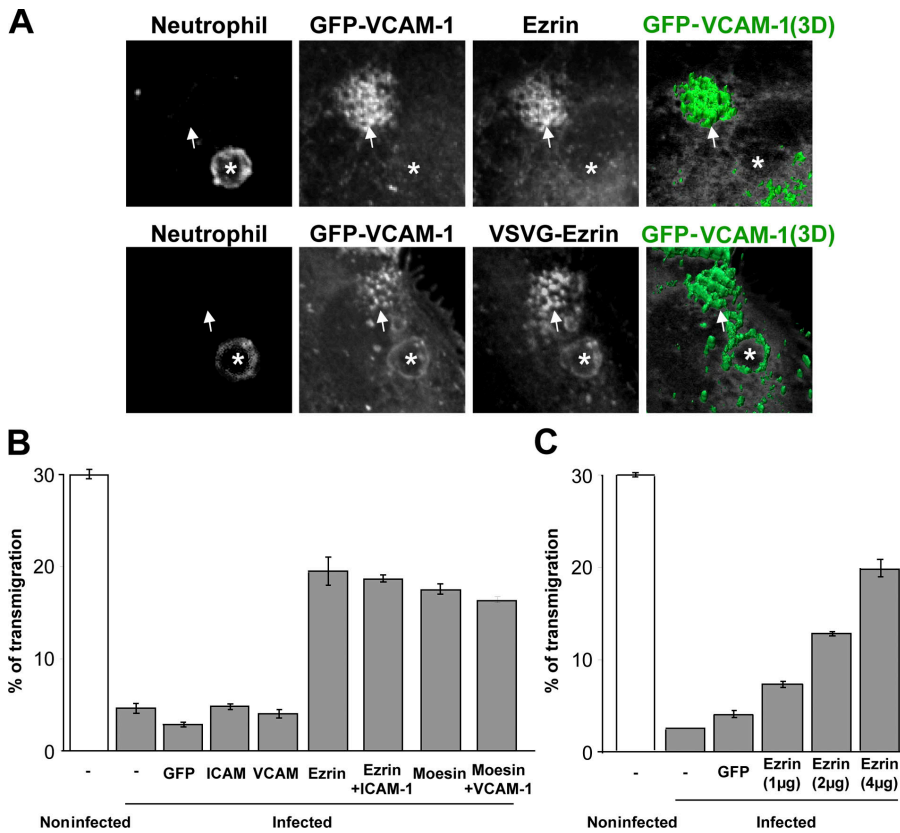 A
Neutrophil GFP-VCAM-1 Ezrin GFP-VCAM-1(3D)
* * * *
Neutrophil GFP-VCAM-1 VSVG-Ezrin GFP-VCAM-1(3D)
* * * *
B
% of transmigration
30
20
10
0
- - GFP ICAM VCAM Ezrin Ezrin +ICAM-1 Moesin Moesin +VCAM-1
Noninfected Infected
C
% of transmigration
30
20
10
0
- - GFP Ezrin (1µg) Ezrin (2µg) Ezrin (4µg)
Noninfected Infected